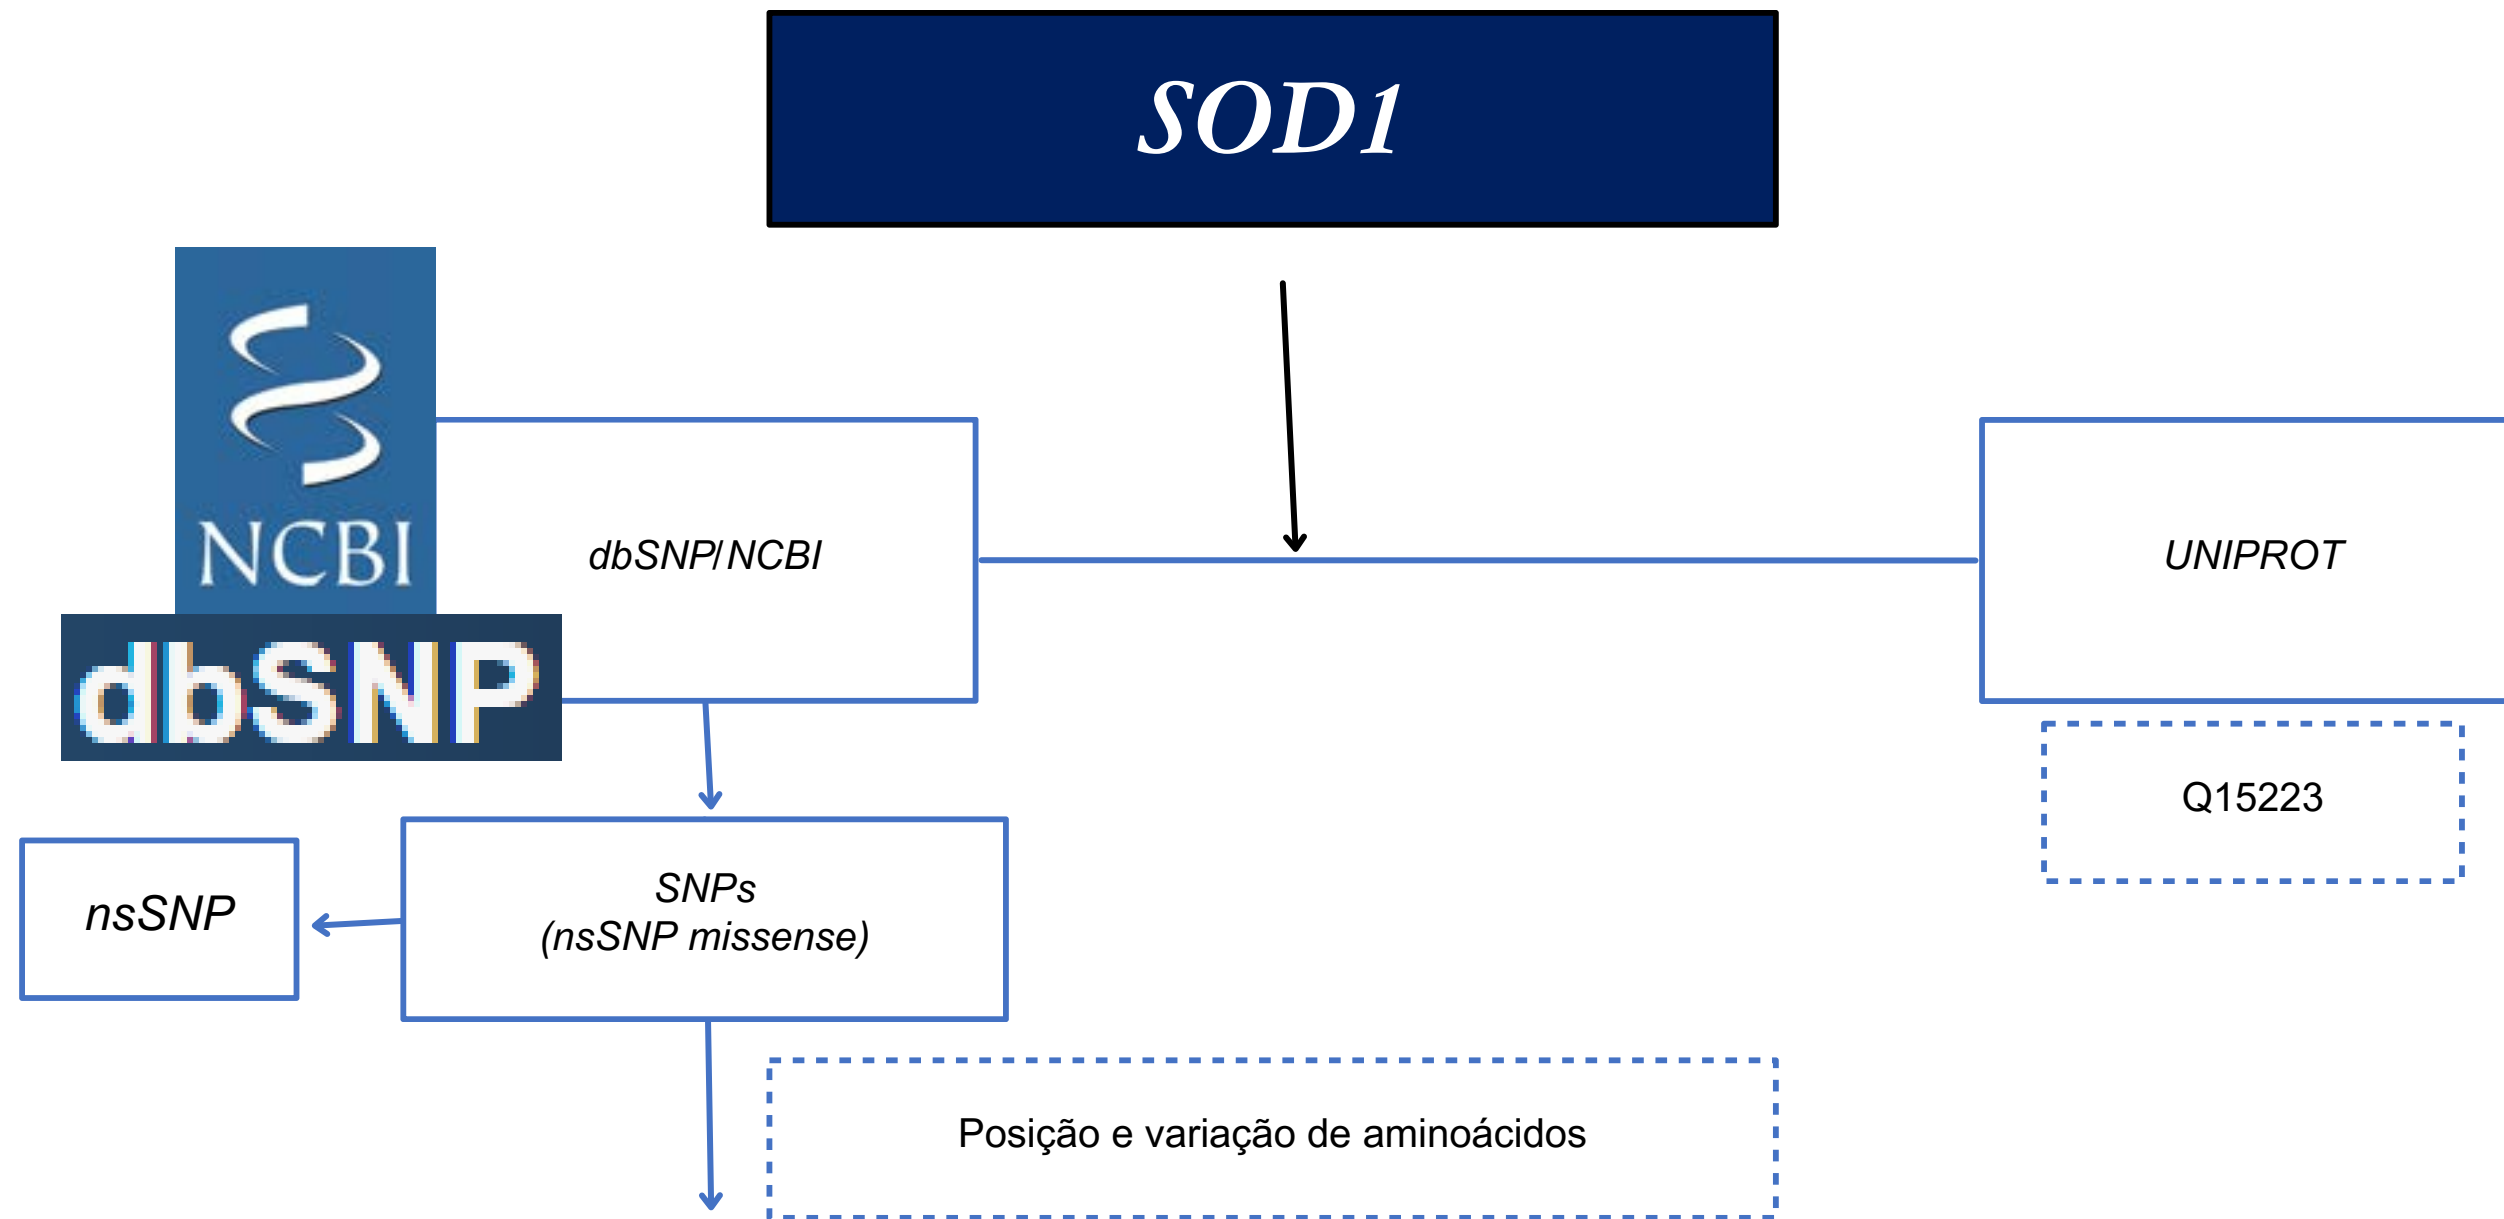 SOD1
NCBI
dbSNP
dbSNP/NCBI
UNIPROT
Q15223
nsSNP
SNPs
(nsSNP missense)
Posição e variação de aminoácidos